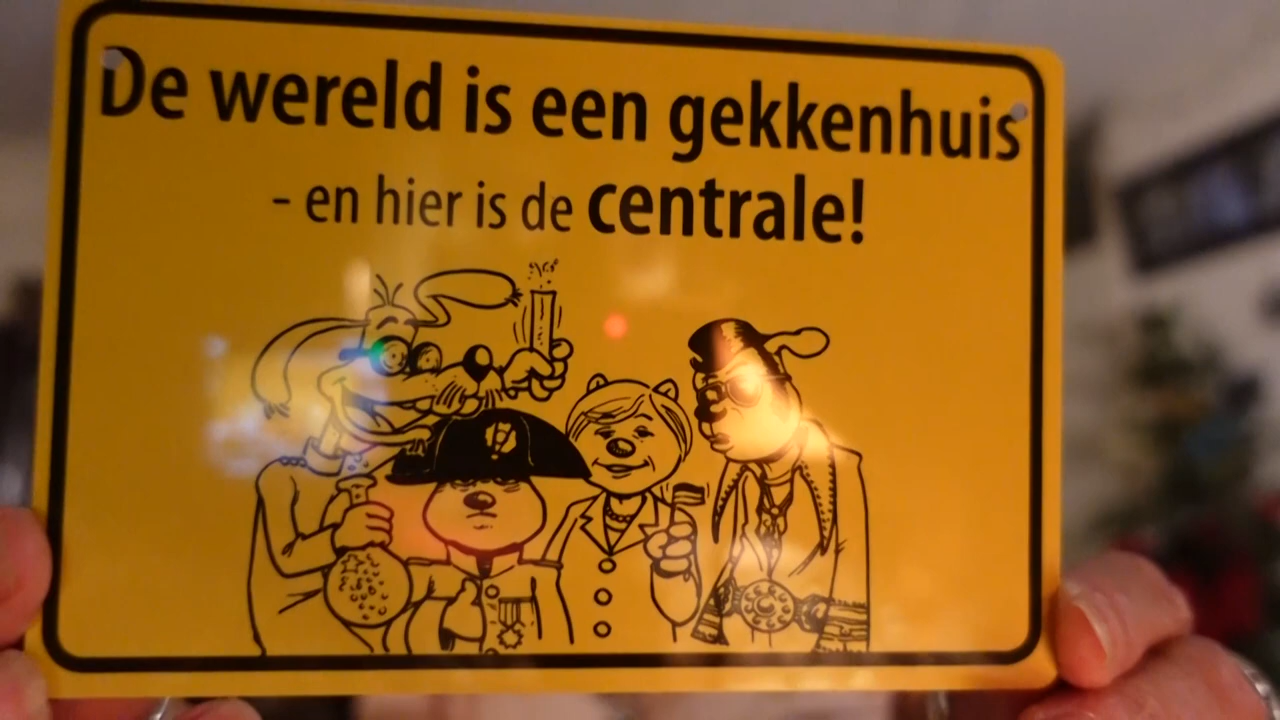 De wereld is een gekkenhuis
- en hier is de centrale!